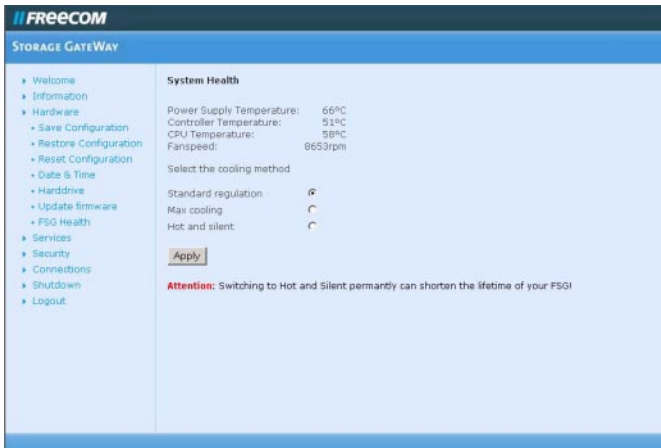 FREECOM
STORAGE GATEWAY
Welcome
Information
Hardware
Save Configuration
Restore Configuration
Reset Configuration
Date & Time
Harddrive
Update firmware
FSG Health
Services
Security
Connections
Shutdown
Logout
System Health
Power Supply Temperature: 66ºC
Controller Temperature: 51ºC
CPU Temperature: 58ºC
Fanspeed: 8653rpm
Select the cooling method
Standard regulation
Max cooling
Hot and silent
Apply
Attention: Switching to Hot and Silent permantly can shorten the lifetime of your FSG!